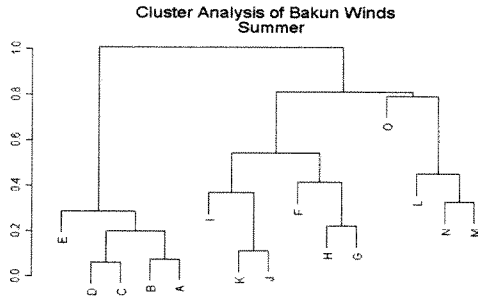 Cluster Analysis of Bakun Winds
Summer
1.0
0.8
0.6
0.4
0.2
0.0
E
D
C
B
A
I
K
J
F
H
G
O
L
N
M